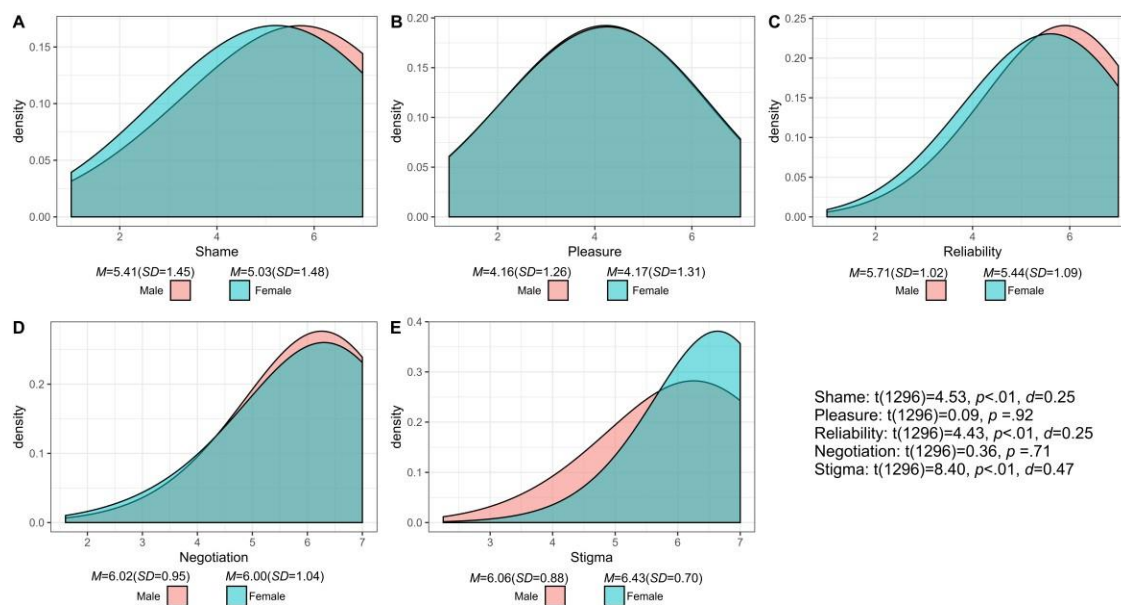 A
density
0.15
0.10
0.05
0.00
2
4
6
Shame
M=5.41(SD=1.45) M=5.03(SD=1.48)
Male Female
B
density
0.20
0.15
0.10
0.05
0.00
2
4
6
Pleasure
M=4.16(SD=1.26) M=4.17(SD=1.31)
Male Female
C
density
0.25
0.20
0.15
0.10
0.05
0.00
2
4
6
Reliability
M=5.71(SD=1.02) M=5.44(SD=1.09)
Male Female
D
density
0.2
0.1
0.0
2
3
4
5
6
7
Negotiation
M=6.02(SD=0.95) M=6.00(SD=1.04)
Male Female
E
density
0.4
0.3
0.2
0.1
0.0
3
4
5
6
7
Stigma
M=6.06(SD=0.88) M=6.43(SD=0.70)
Male Female
Shame: t(1296)=4.53, p<.01, d=0.25
Pleasure: t(1296)=0.09, p =.92
Reliability: t(1296)=4.43, p<.01, d=0.25
Negotiation: t(1296)=0.36, p =.71
Stigma: t(1296)=8.40, p<.01, d=0.47